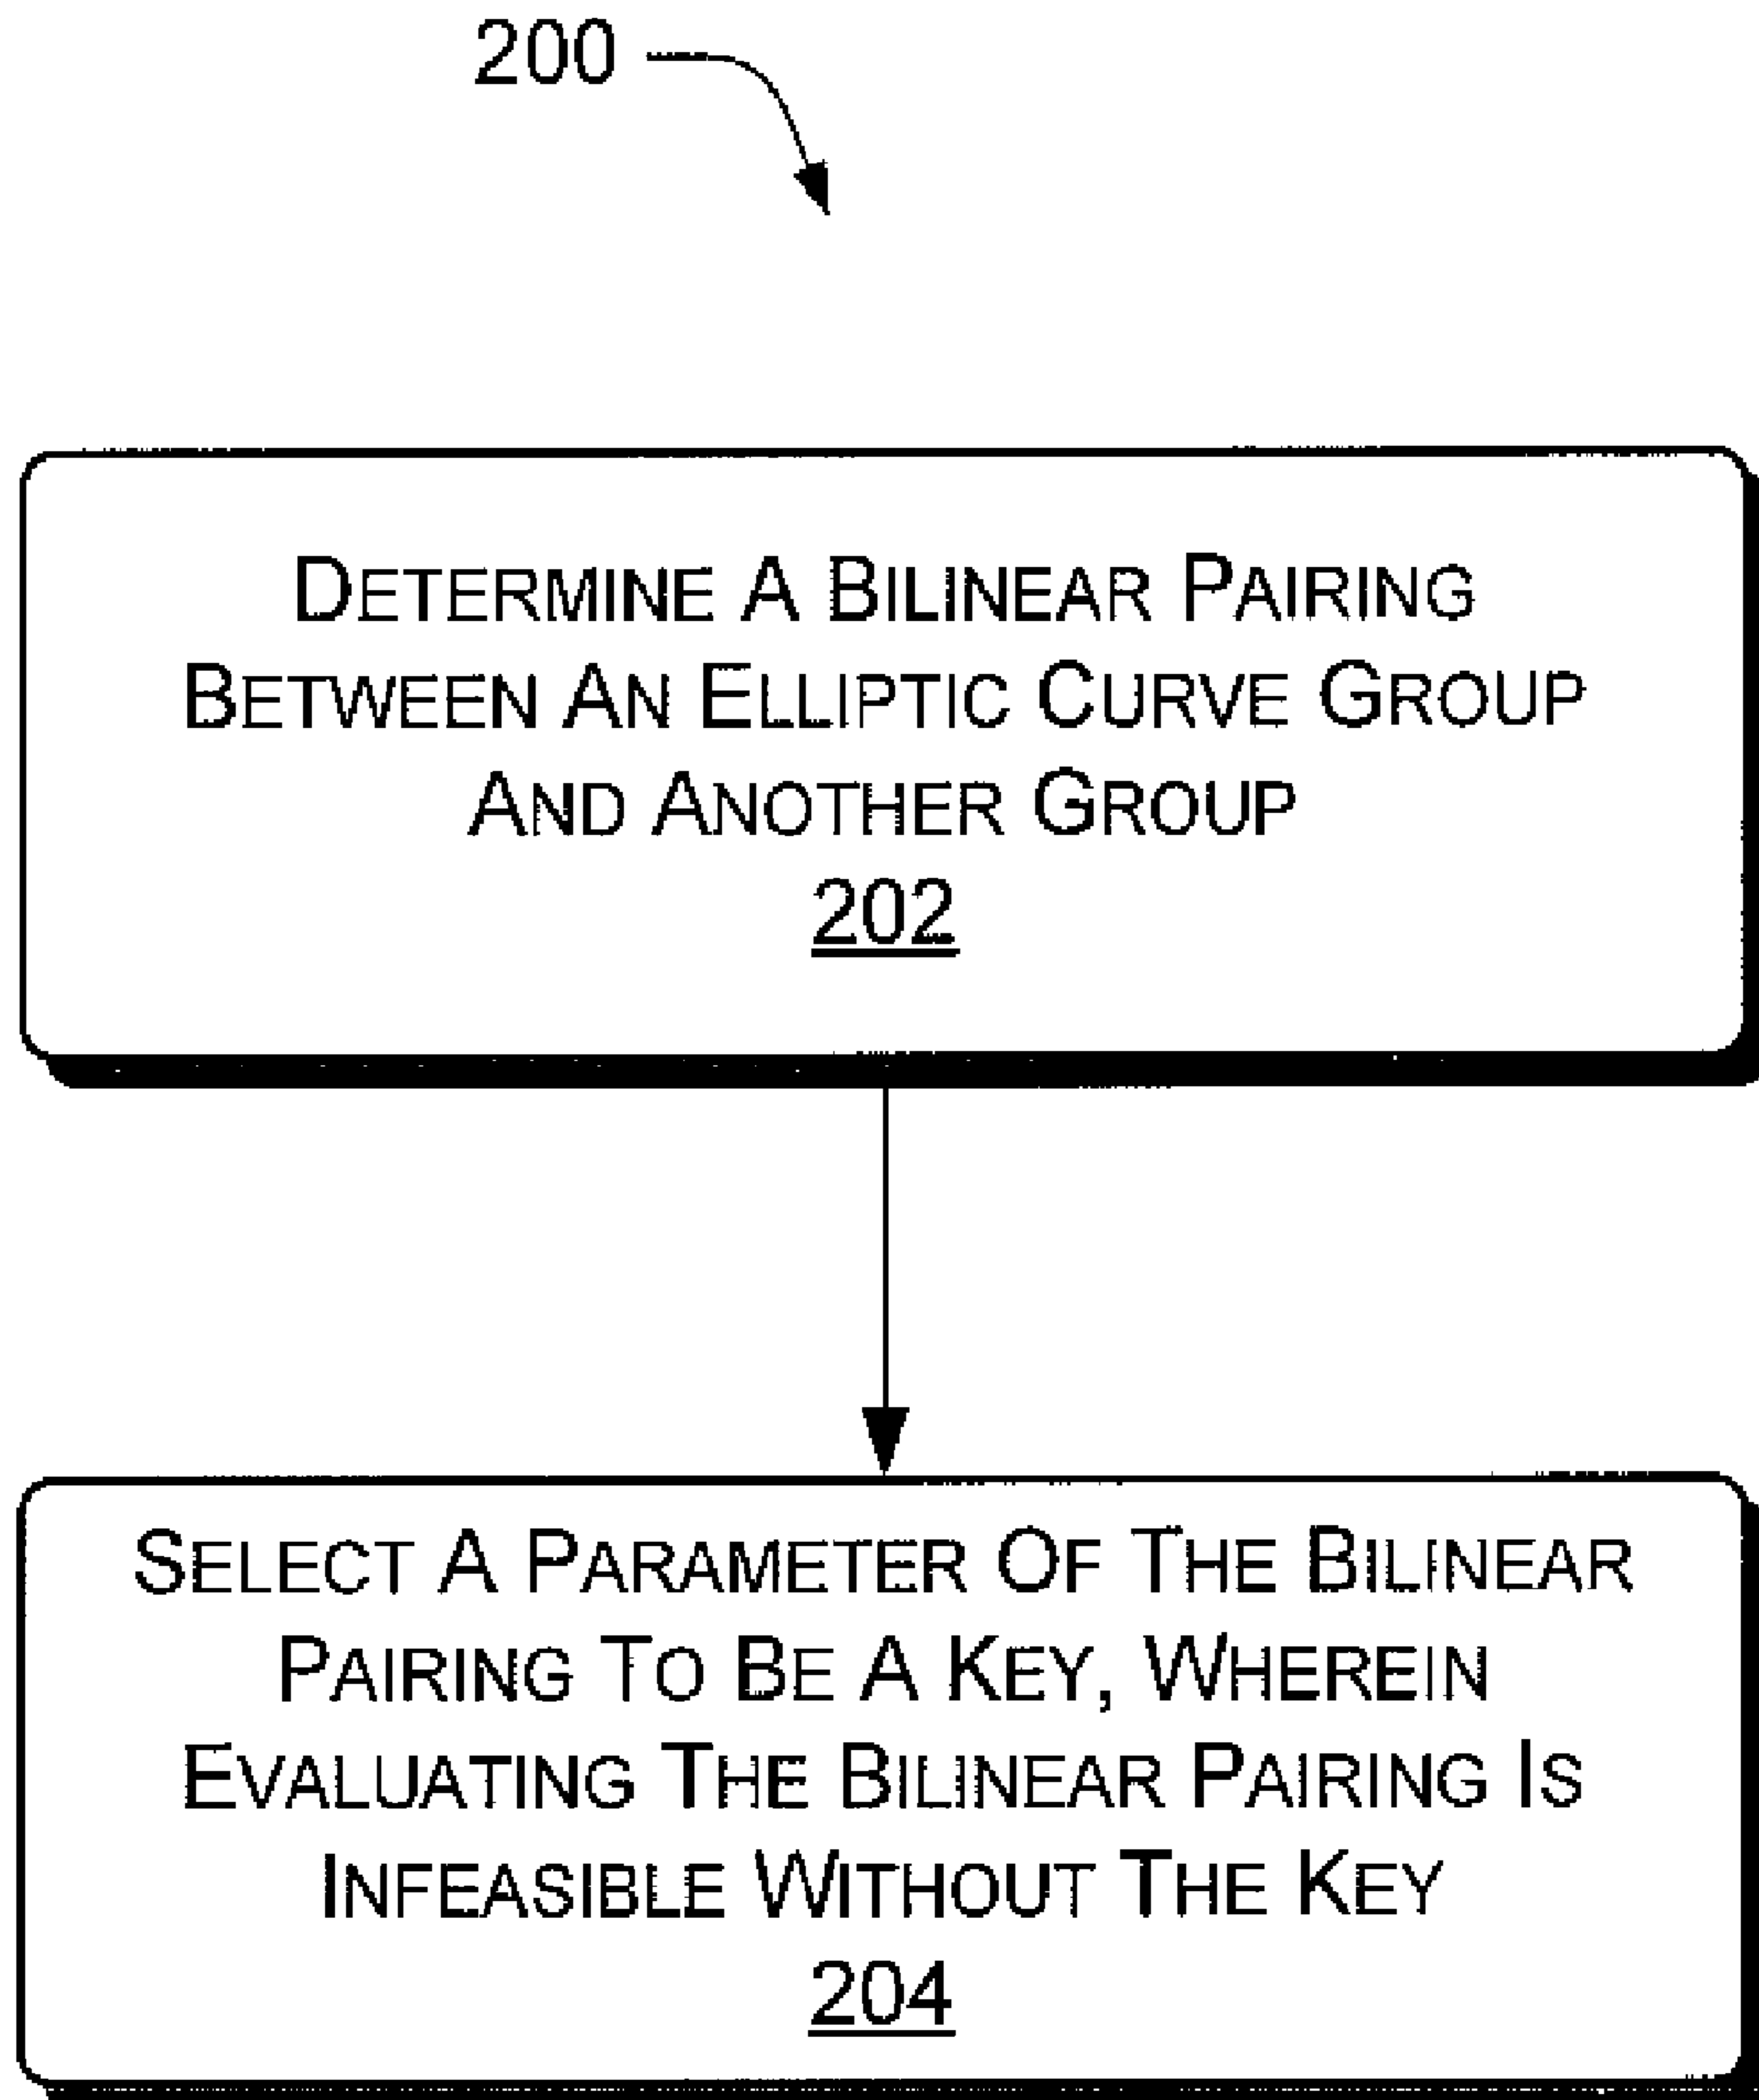 200
DETERMINE A BILINEAR PAIRING
BETWEEN AN ELLIPTIC CURVE GROUP
AND ANOTHER GROUP
202
SELECT A PARAMETER OF THE BILINEAR
PAIRING TO BE A KEY, WHEREIN
EVALUATING THE BILINEAR PAIRING IS
INFEASIBLE WITHOUT THE KEY
204